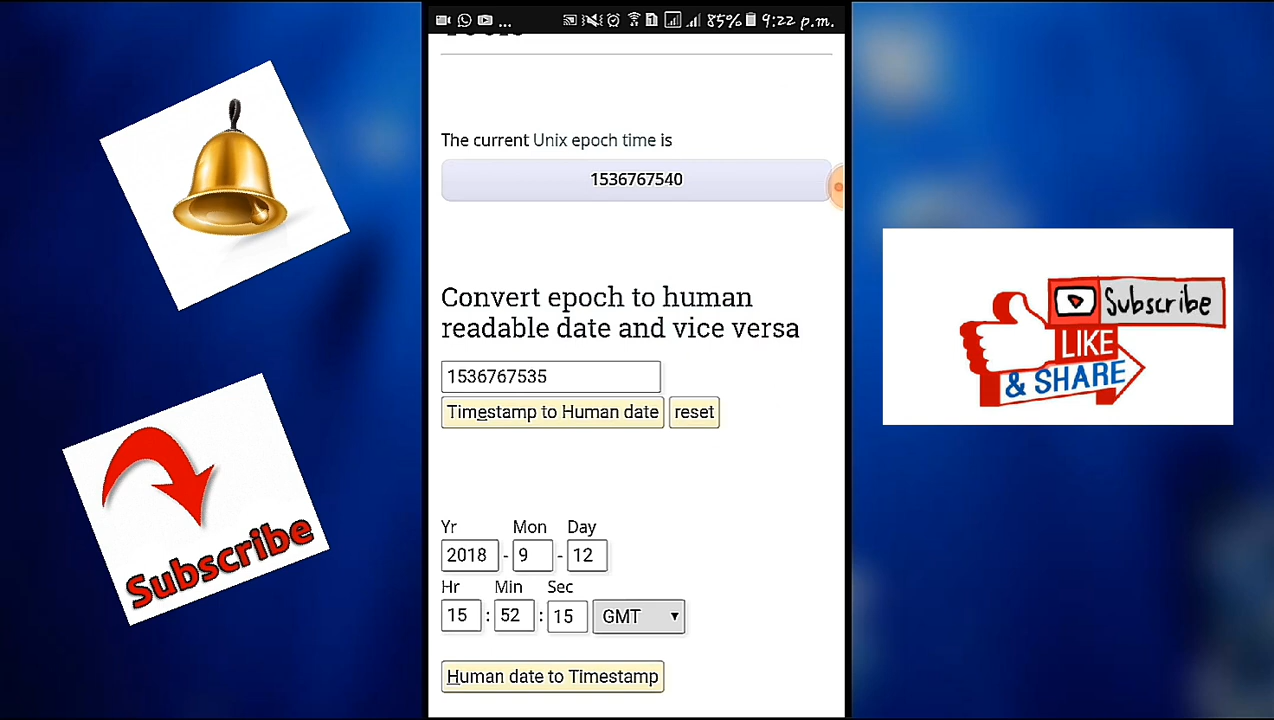 ... 85% 9:22 p.m.
The current Unix epoch time is
1536767540
Convert epoch to human
readable date and vice versa
1536767535
Timestamp to Human date reset
Yr Mon Day
2018 - 9 - 12
Hr Min Sec
15 : 52 : 15 GMT
Human date to Timestamp
Subscribe
Subscribe
LIKE
& SHARE